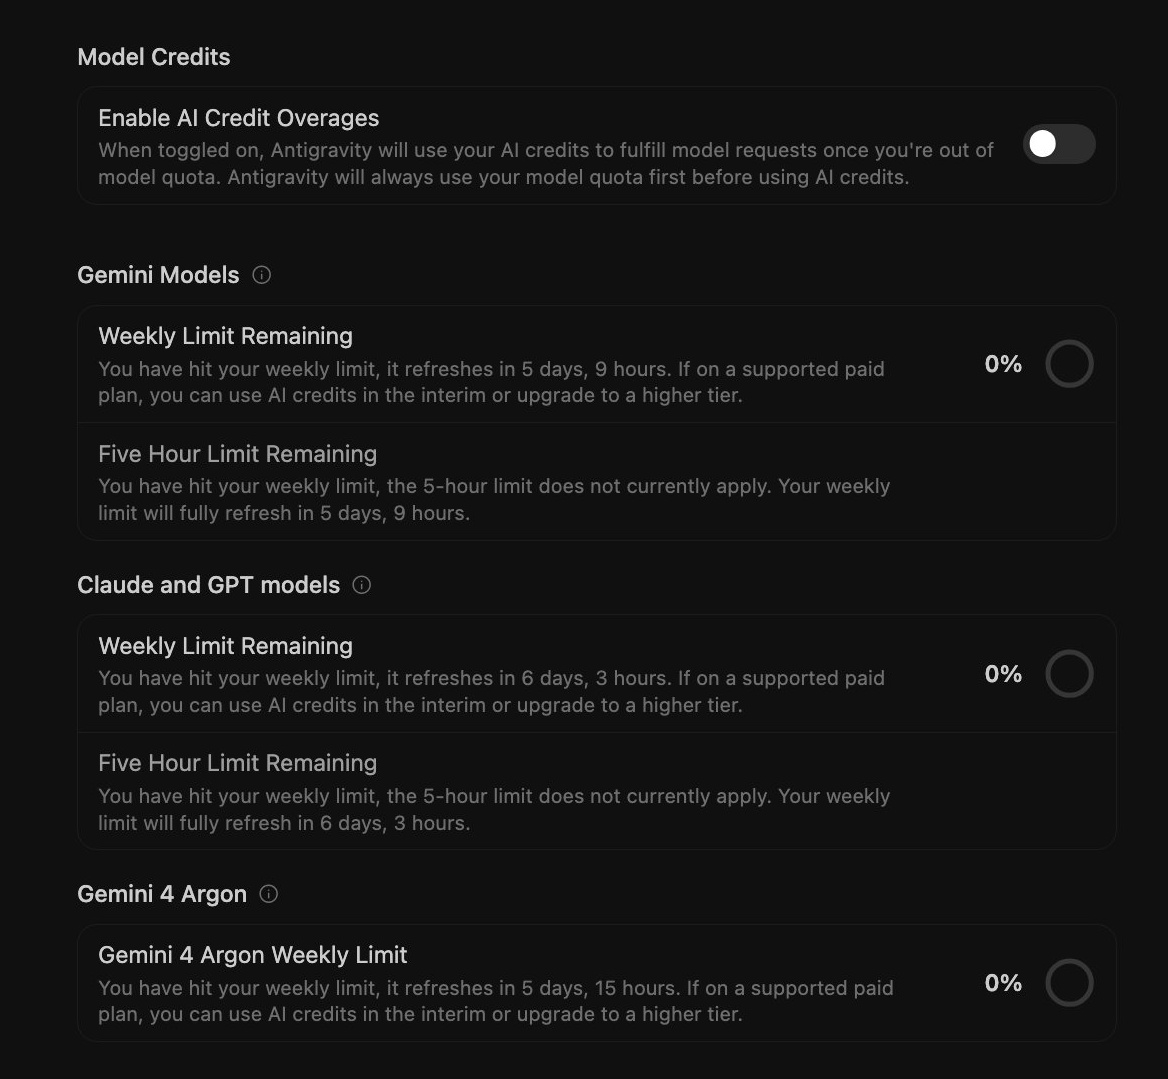 Model Credits
Enable AI Credit Overages
When toggled on, Antigravity will use your AI credits to fulfill model requests once you're out of
model quota. Antigravity will always use your model quota first before using AI credits.
Gemini Models
Weekly Limit Remaining
You have hit your weekly limit, it refreshes in 5 days, 9 hours. If on a supported paid
plan, you can use AI credits in the interim or upgrade to a higher tier.
0%
Five Hour Limit Remaining
You have hit your weekly limit, the 5-hour limit does not currently apply. Your weekly
limit will fully refresh in 5 days, 9 hours.
Claude and GPT models
Weekly Limit Remaining
You have hit your weekly limit, it refreshes in 6 days, 3 hours. If on a supported paid
plan, you can use AI credits in the interim or upgrade to a higher tier.
0%
Five Hour Limit Remaining
You have hit your weekly limit, the 5-hour limit does not currently apply. Your weekly
limit will fully refresh in 6 days, 3 hours.
Gemini 4 Argon
Gemini 4 Argon Weekly Limit
You have hit your weekly limit, it refreshes in 5 days, 15 hours. If on a supported paid
plan, you can use AI credits in the interim or upgrade to a higher tier.
0%